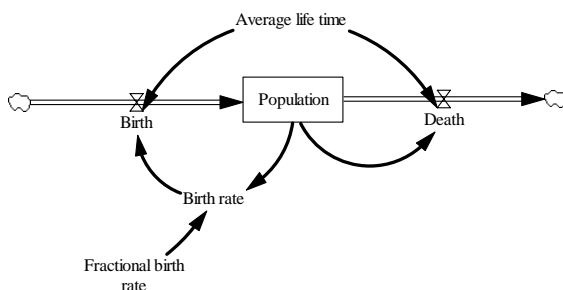 Average life time
Population
Birth
Death
Birth rate
Fractional birth
rate